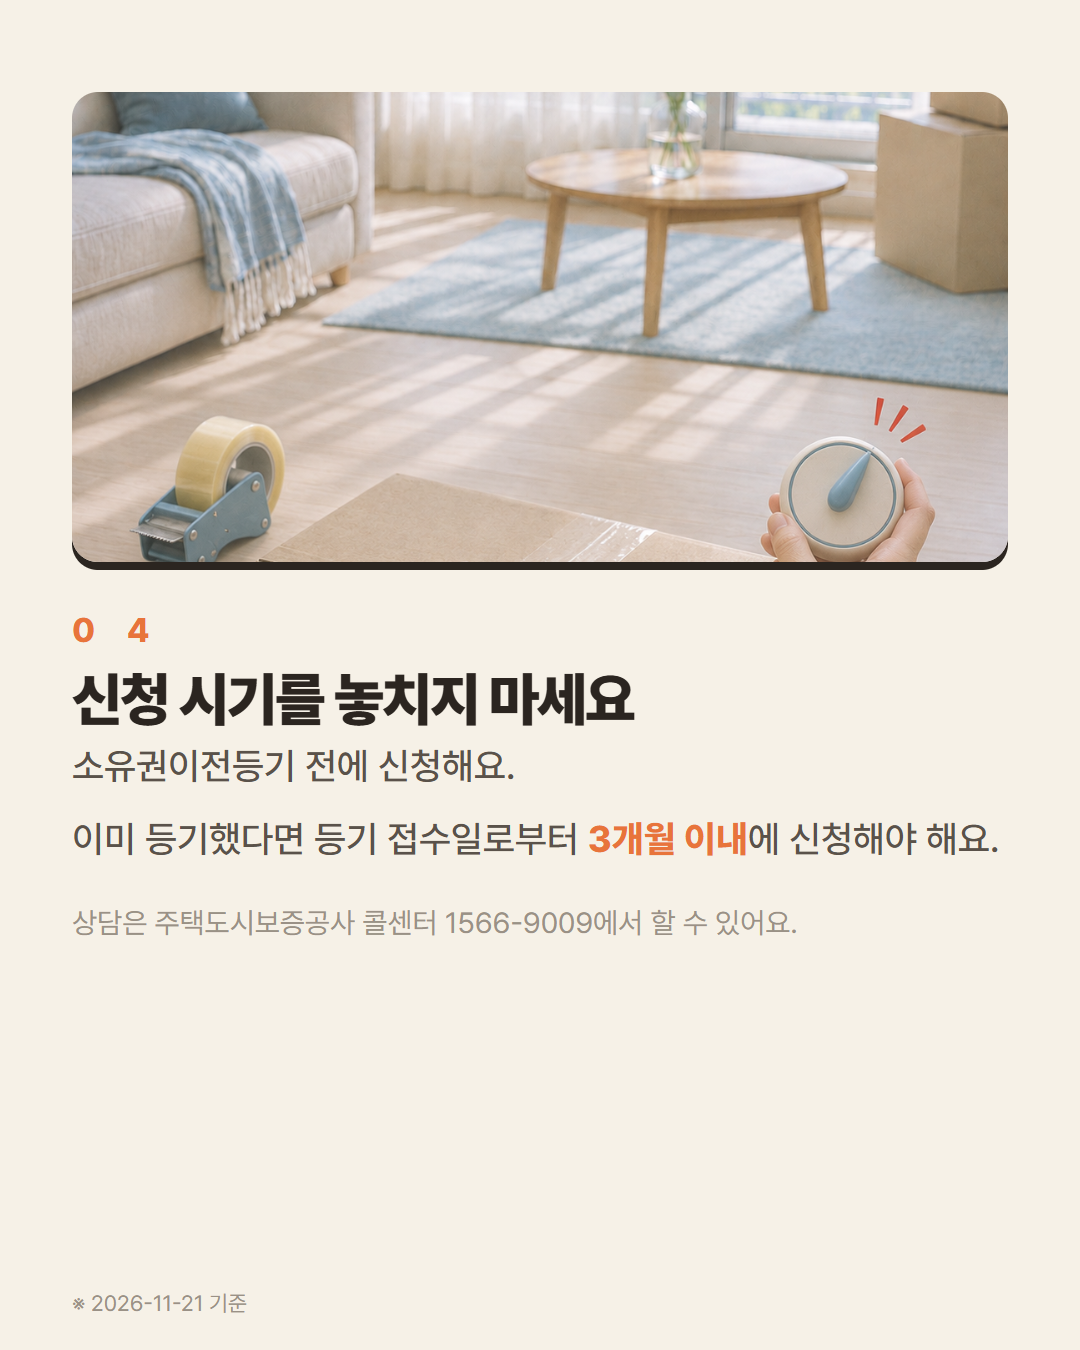 0 4
신청 시기를 놓치지 마세요
소유권이전등기 전에 신청해요.
이미 등기했다면 등기 접수일로부터 3개월 이내에 신청해야 해요.
상담은 주택도시보증공사 콜센터 1566-9009에서 할 수 있어요.
※ 2026-11-21 기준